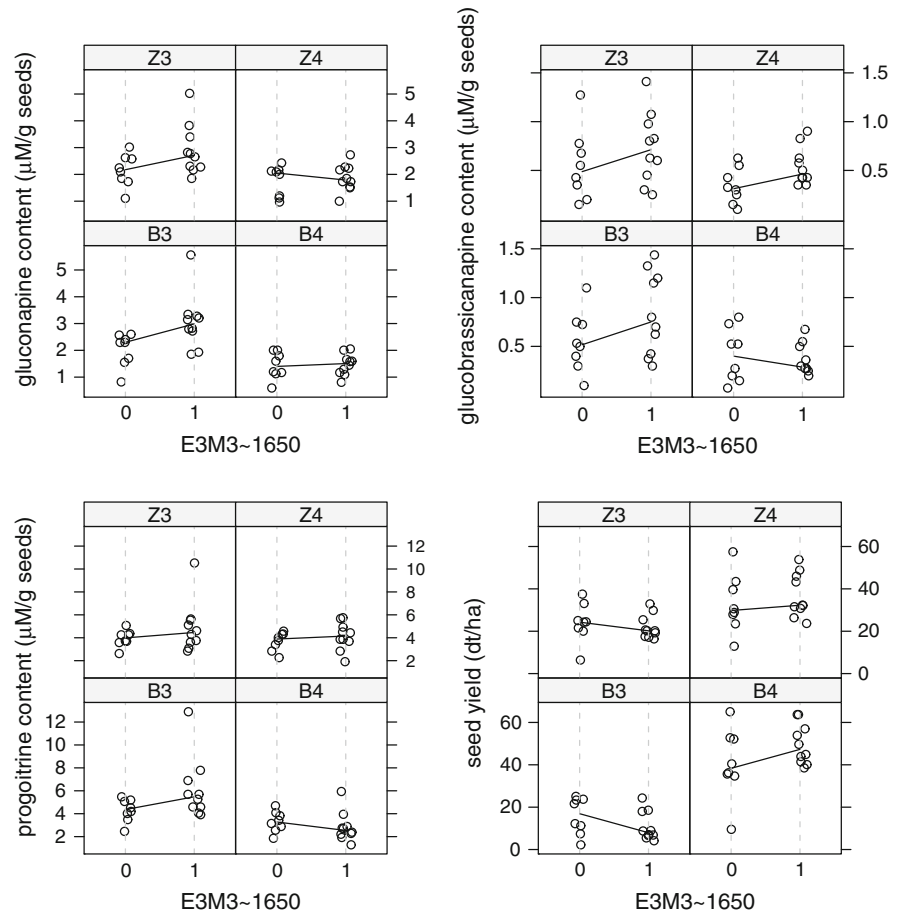 gluconapine content (μM/g seeds)
Z3 Z4
5
4
3
2
1
B3 B4
5
4
3
2
1
0 1 0 1
E3M3~1650
glucobrassicanapine content (μM/g seeds)
Z3 Z4
1.5
1.0
0.5
B3 B4
1.5
1.0
0.5
0 1 0 1
E3M3~1650
progoitrine content (μM/g seeds)
Z3 Z4
12
10
8
6
4
2
B3 B4
12
10
8
6
4
2
0 1 0 1
E3M3~1650
seed yield (dt/ha)
Z3 Z4
60
40
20
0
B3 B4
60
40
20
0
0 1 0 1
E3M3~1650